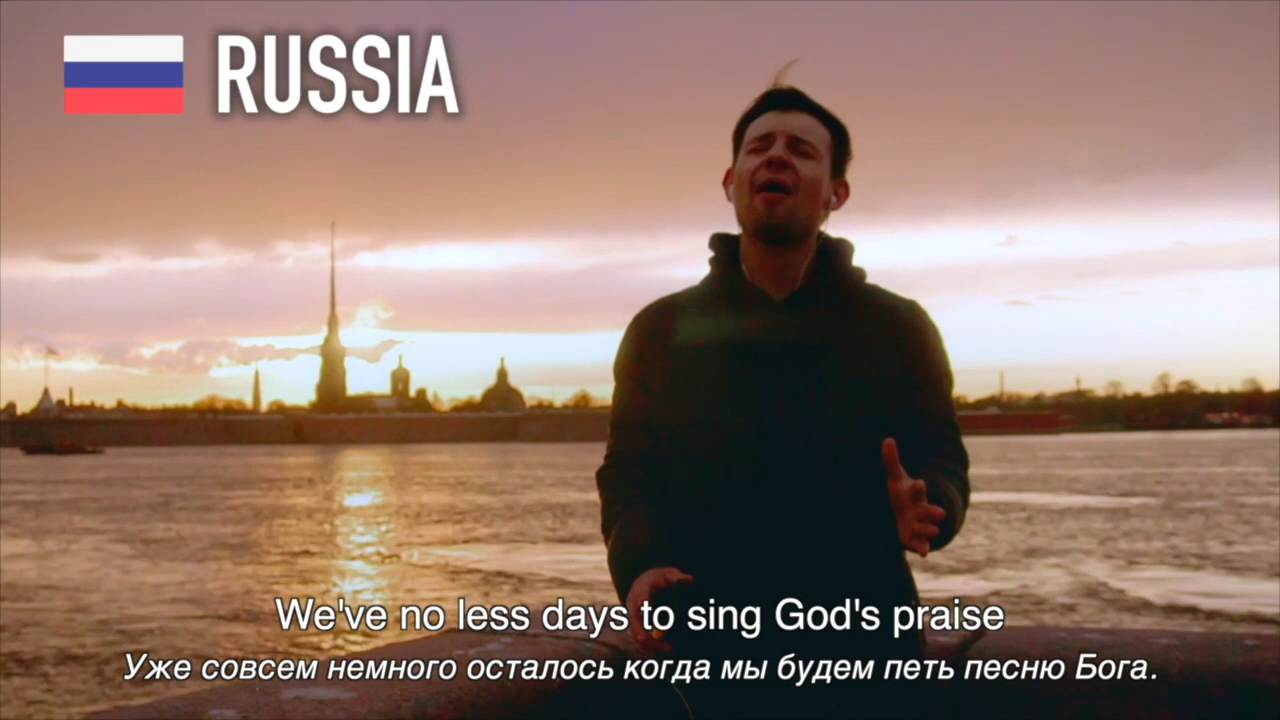 RUSSIA
We've no less days to sing God's praise
Уже совсем немного осталось когда мы будем петь песню Бога.